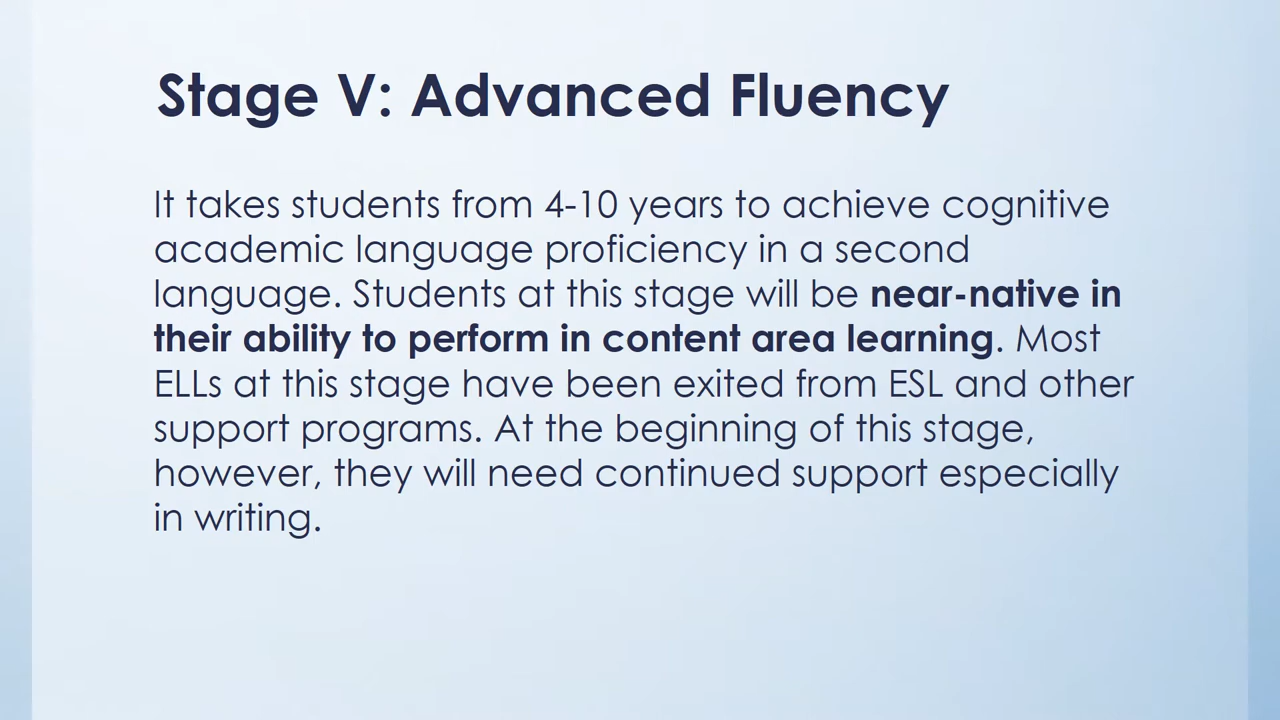 Stage V: Advanced Fluency
It takes students from 4-10 years to achieve cognitive
academic language proficiency in a second
language. Students at this stage will be near-native in
their ability to perform in content area learning. Most
ELLs at this stage have been exited from ESL and other
support programs. At the beginning of this stage,
however, they will need continued support especially
in writing.